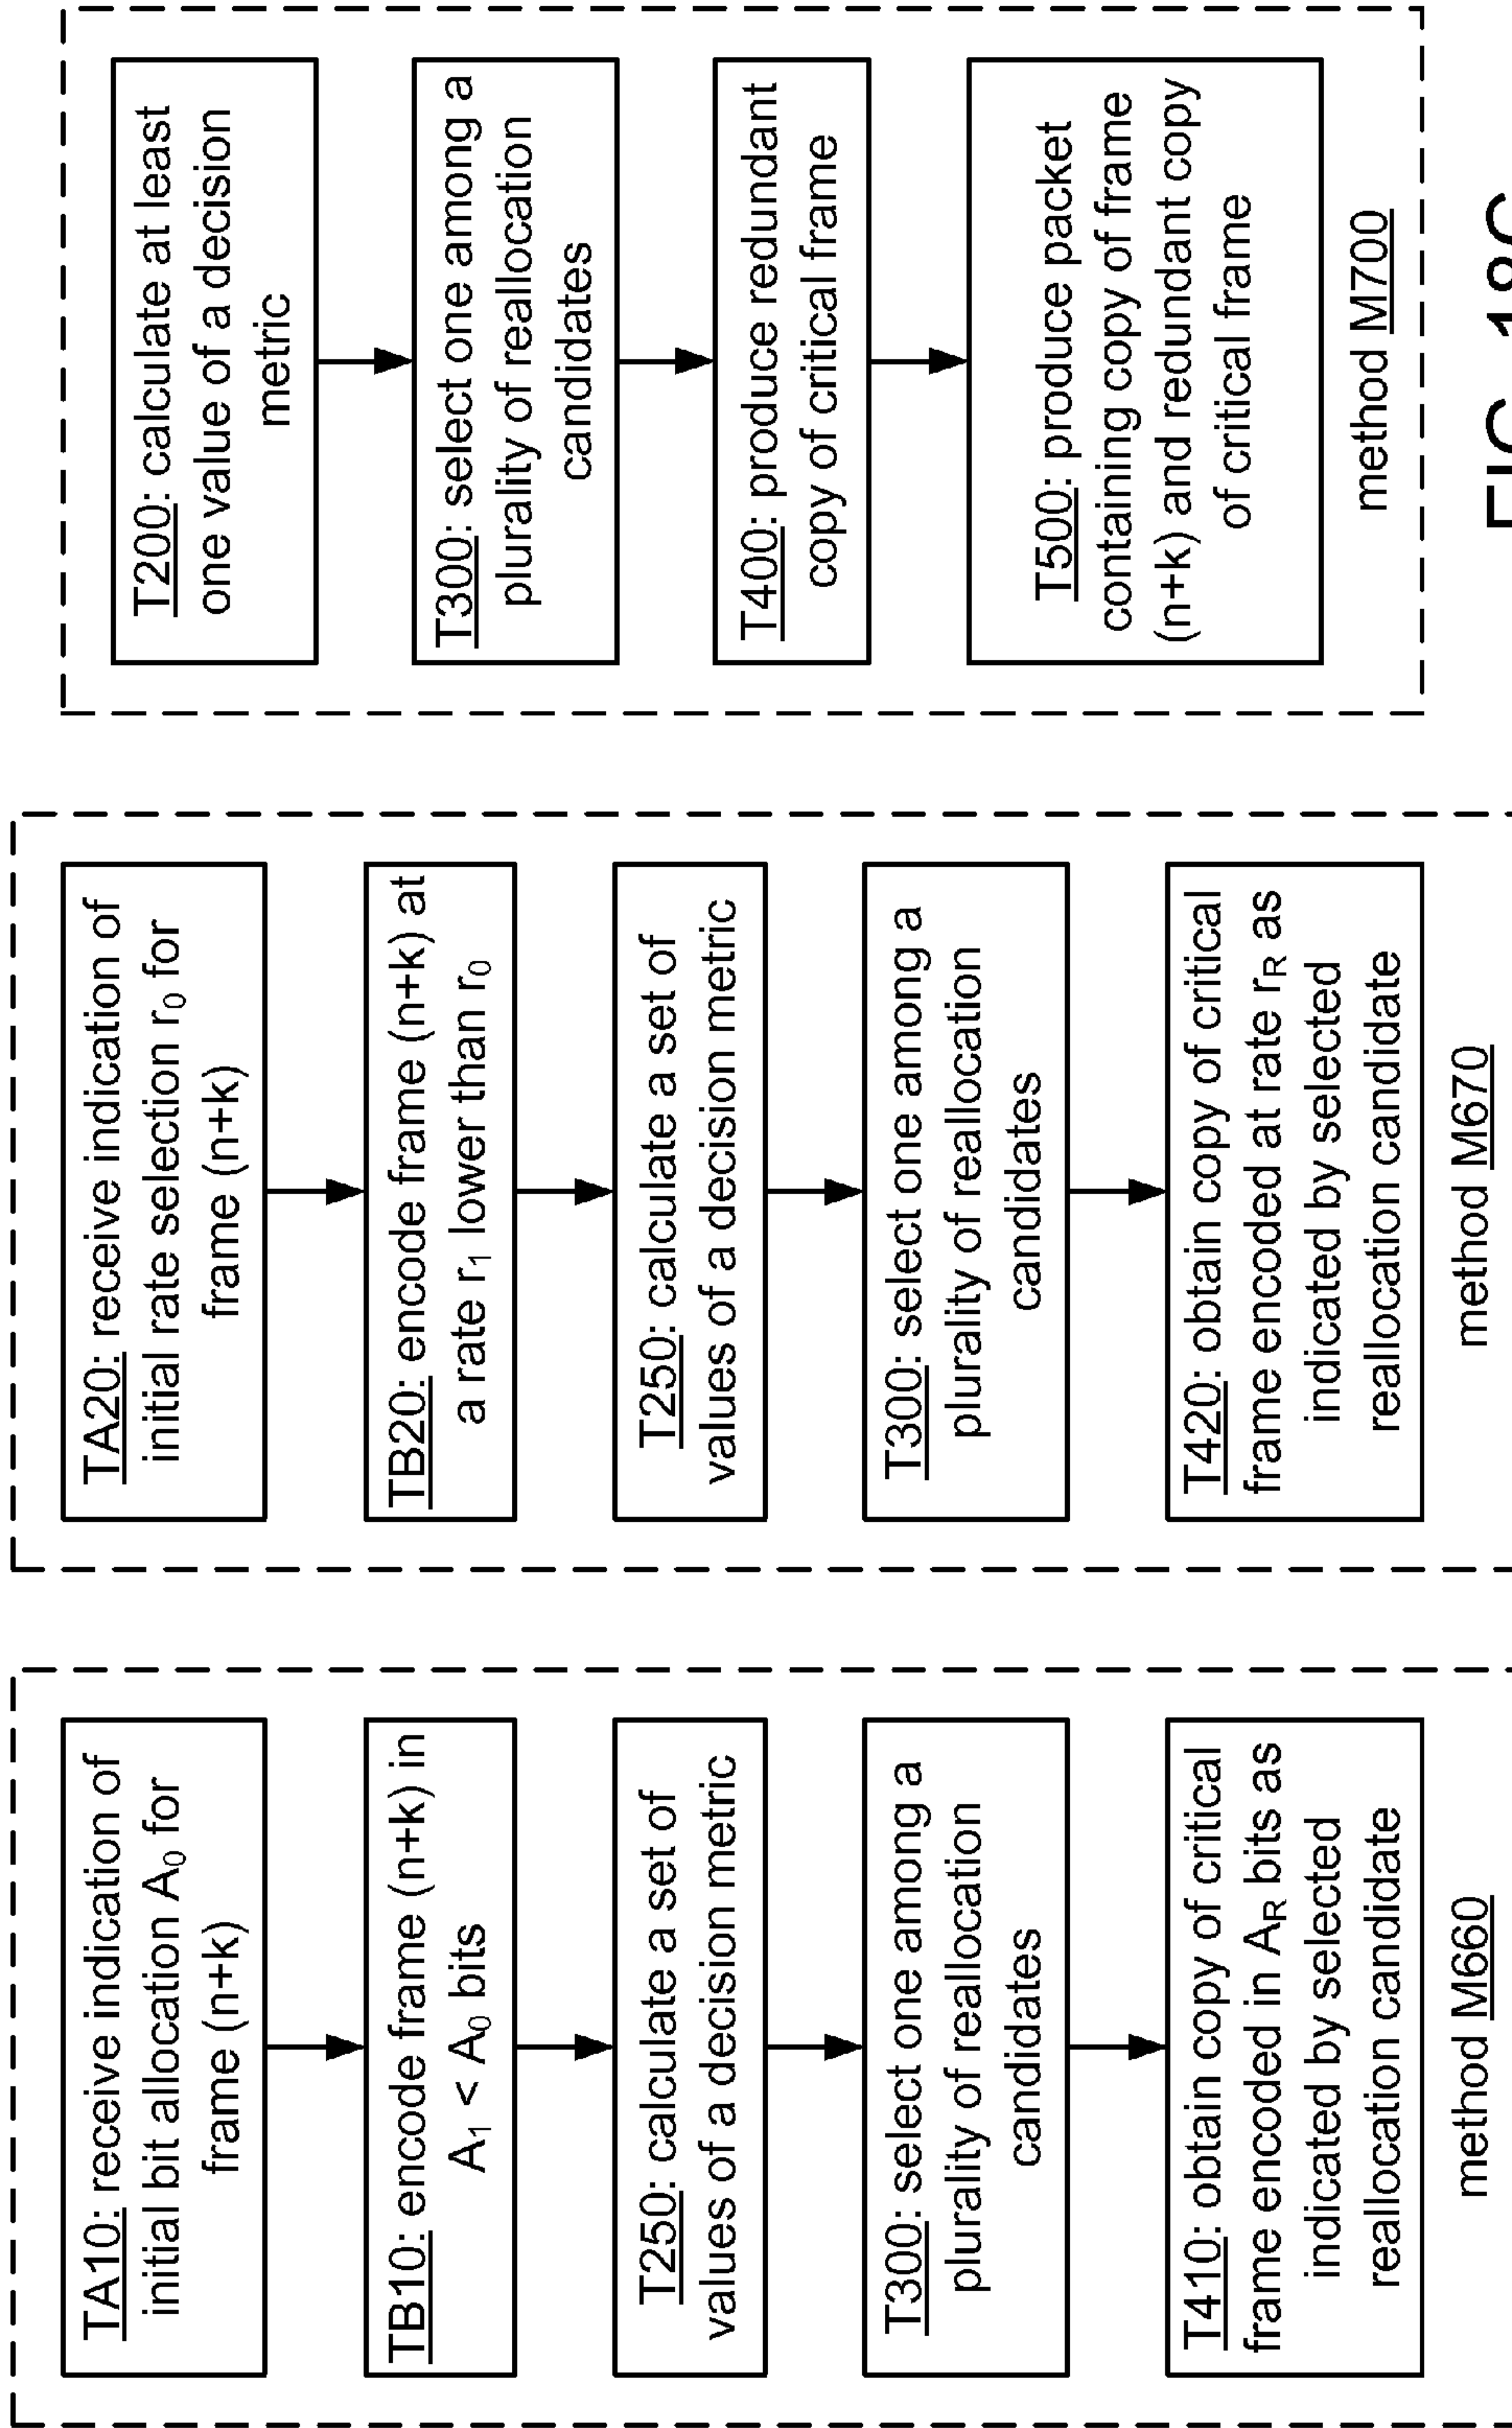 TA10: receive indication of
initial bit allocation A₀ for
frame (n+k)
TB10: encode frame (n+k) in
A₁ < A₀ bits
T250: calculate a set of
values of a decision metric
T300: select one among a
plurality of reallocation
candidates
T410: obtain copy of critical
frame encoded in A_R bits as
indicated by selected
reallocation candidate
method M660
TA20: receive indication of
initial rate selection r₀ for
frame (n+k)
TB20: encode frame (n+k) at
a rate r₁ lower than r₀
T250: calculate a set of
values of a decision metric
T300: select one among a
plurality of reallocation
candidates
T420: obtain copy of critical
frame encoded at rate r_R as
indicated by selected
reallocation candidate
method M670
T200: calculate at least
one value of a decision
metric
T300: select one among a
plurality of reallocation
candidates
T400: produce redundant
copy of critical frame
T500: produce packet
containing copy of frame
(n+k) and redundant copy
of critical frame
method M700